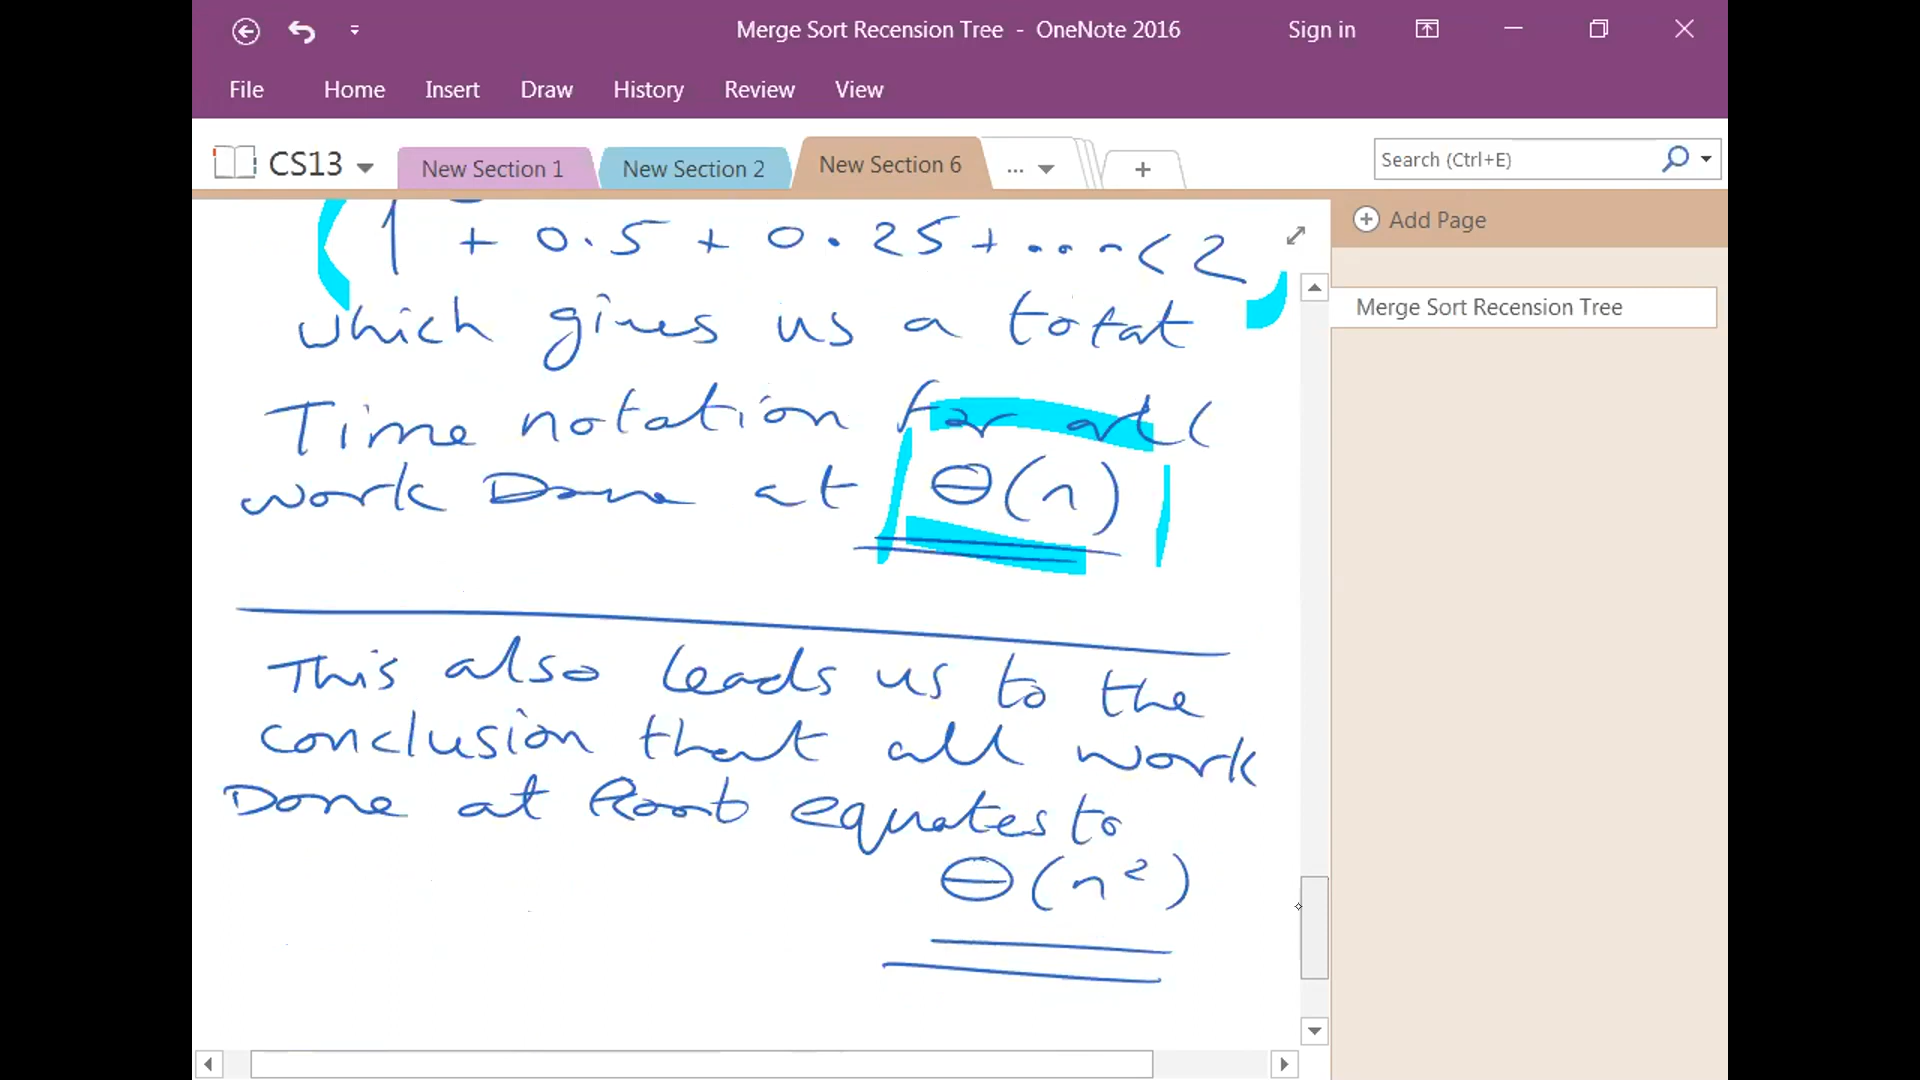 Merge Sort Recension Tree - OneNote 2016
Sign in
File Home Insert Draw History Review View
CS13
New Section 1
New Section 2
New Section 6
...
+
Search (Ctrl+E)
Add Page
Merge Sort Recension Tree
(1 + 0.5 + 0.25 + ... < 2,
which gives us a total
Time notation for all
work Done at Θ(n)
This also leads us to the
conclusion that all work
Done at Root equates to
Θ(n²)